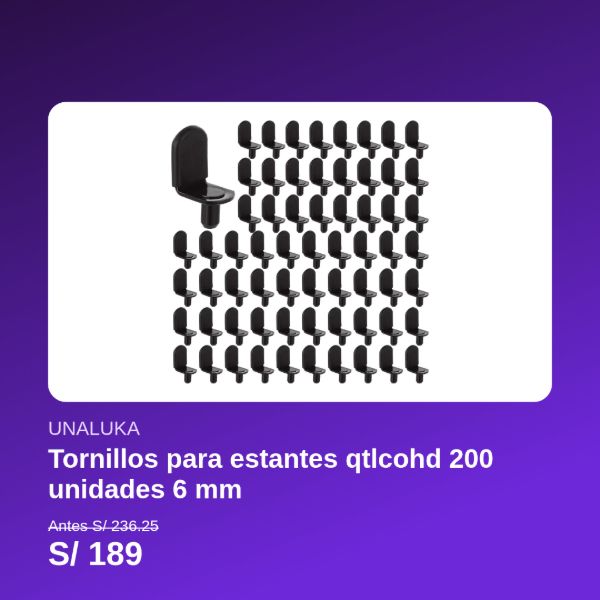 UNALUKA
Tornillos para estantes qtlcohd 200
unidades 6 mm
Antes S/ 236.25
S/ 189